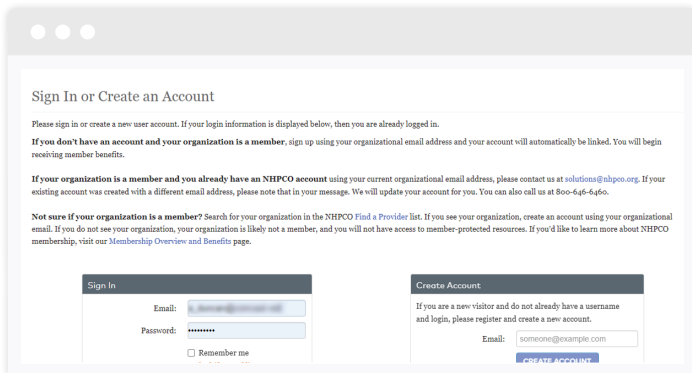 Sign In or Create an Account
Please sign in or create a new user account. If your login information is displayed below, then you are already logged in.
If you don't have an account and your organization is a member, sign up using your organizational email address and your account will automatically be linked. You will begin
receiving member benefits.
If your organization is a member and you already have an NHPCO account using your current organizational email address, please contact us at solutions@nhpco.org. If your
existing account was created with a different email address, please note that in your message. We will update your account for you. You can also call us at 800-646-6460.
Not sure if your organization is a member? Search for your organization in the NHPCO Find a Provider list. If you see your organization, create an account using your organizational
email. If you do not see your organization, your organization is likely not a member, and you will not have access to member-protected resources. If you'd like to learn more about NHPCO
membership, visit our Membership Overview and Benefits page.
Sign In
Email:
Password: •••••••••
Remember me
Create Account
If you are a new visitor and do not already have a username
and login, please register and create a new account.
Email: someone@example.com
CREATE ACCOUNT